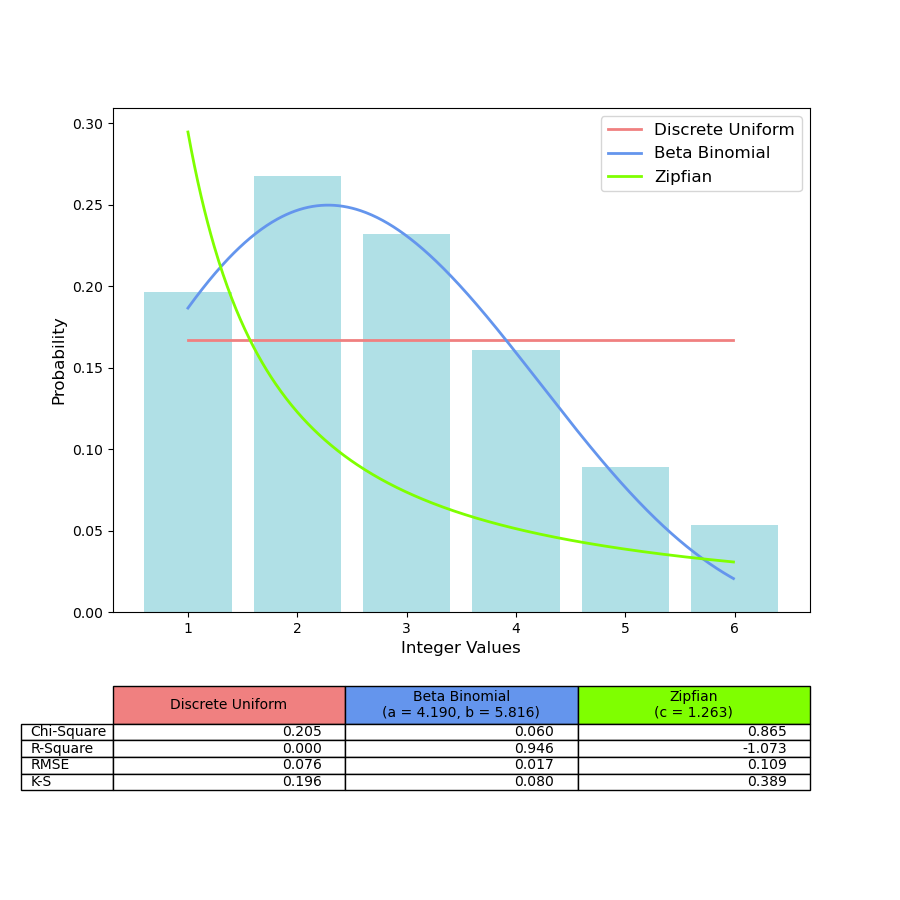 0.30
0.25
0.20
0.15
0.10
0.05
0.00
Probability
Discrete Uniform
Beta Binomial
Zipfian
1 2 3 4 5 6
Integer Values
Discrete Uniform Beta Binomial Zipfian
(a = 4.190, b = 5.816) (c = 1.263)
Chi-Square 0.205 0.060 0.865
R-Square 0.000 0.946 -1.073
RMSE 0.076 0.017 0.109
K-S 0.196 0.080 0.389